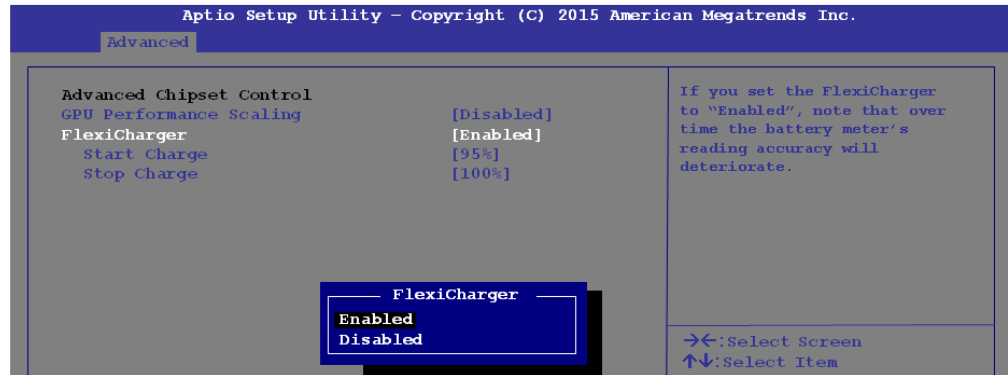 Aptio Setup Utility – Copyright (C) 2015 American Megatrends Inc.
Advanced
Advanced Chipset Control
GPU Performance Scaling [Disabled]
FlexiCharger [Enabled]
Start Charge [95%]
Stop Charge [100%]
If you set the FlexiCharger
to “Enabled”, note that over
time the battery meter’s
reading accuracy will
deteriorate.
FlexiCharger
Enabled
Disabled
→←:Select Screen
↑↓:Select Item